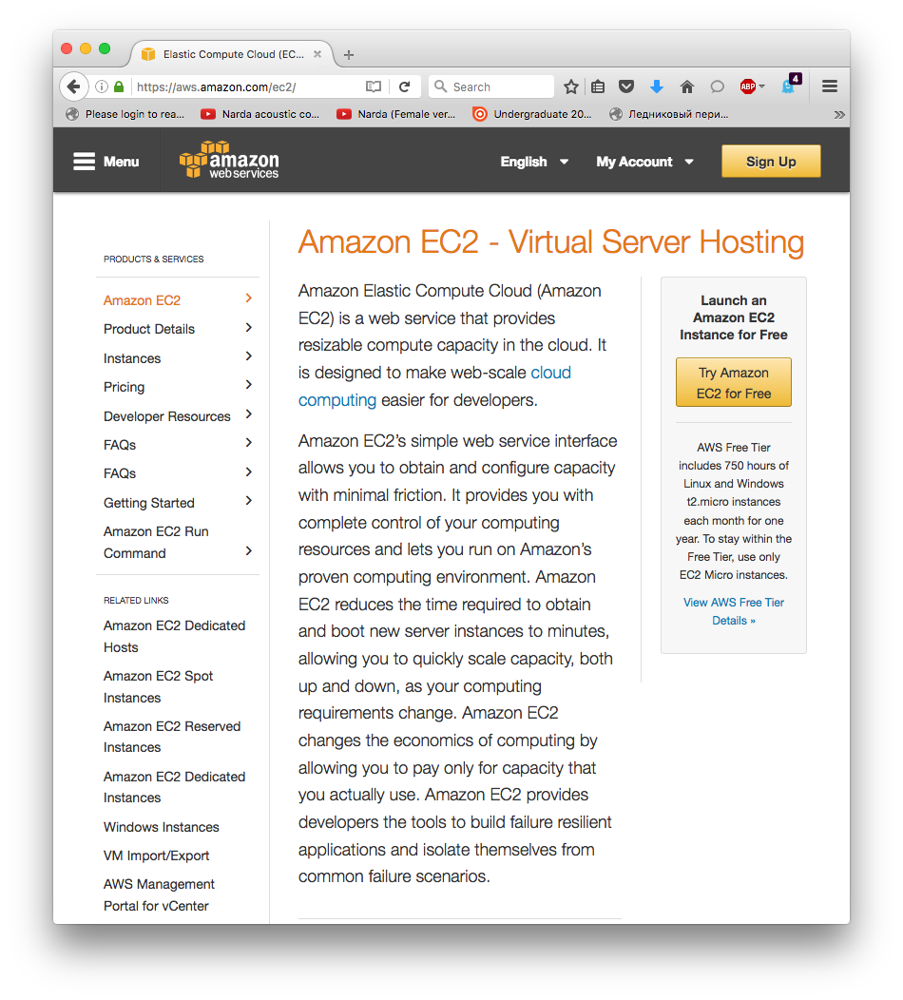 Elastic Compute Cloud (EC...
https://aws.amazon.com/ec2/
Search
ABP
4
Please login to rea...
Narda acoustic co...
Narda (Female ver...
Undergraduate 20...
Ледниковый пери...
Menu
amazon
web services
English
My Account
Sign Up
PRODUCTS & SERVICES
Amazon EC2
Product Details
Instances
Pricing
Developer Resources
FAQs
FAQs
Getting Started
Amazon EC2 Run
Command
RELATED LINKS
Amazon EC2 Dedicated
Hosts
Amazon EC2 Spot
Instances
Amazon EC2 Reserved
Instances
Amazon EC2 Dedicated
Instances
Windows Instances
VM Import/Export
AWS Management
Portal for vCenter
Amazon EC2 - Virtual Server Hosting
Amazon Elastic Compute Cloud (Amazon
EC2) is a web service that provides
resizable compute capacity in the cloud. It
is designed to make web-scale cloud
computing easier for developers.
Amazon EC2’s simple web service interface
allows you to obtain and configure capacity
with minimal friction. It provides you with
complete control of your computing
resources and lets you run on Amazon’s
proven computing environment. Amazon
EC2 reduces the time required to obtain
and boot new server instances to minutes,
allowing you to quickly scale capacity, both
up and down, as your computing
requirements change. Amazon EC2
changes the economics of computing by
allowing you to pay only for capacity that
you actually use. Amazon EC2 provides
developers the tools to build failure resilient
applications and isolate themselves from
common failure scenarios.
Launch an
Amazon EC2
Instance for Free
Try Amazon
EC2 for Free
AWS Free Tier
includes 750 hours of
Linux and Windows
t2.micro instances
each month for one
year. To stay within the
Free Tier, use only
EC2 Micro instances.
View AWS Free Tier
Details »